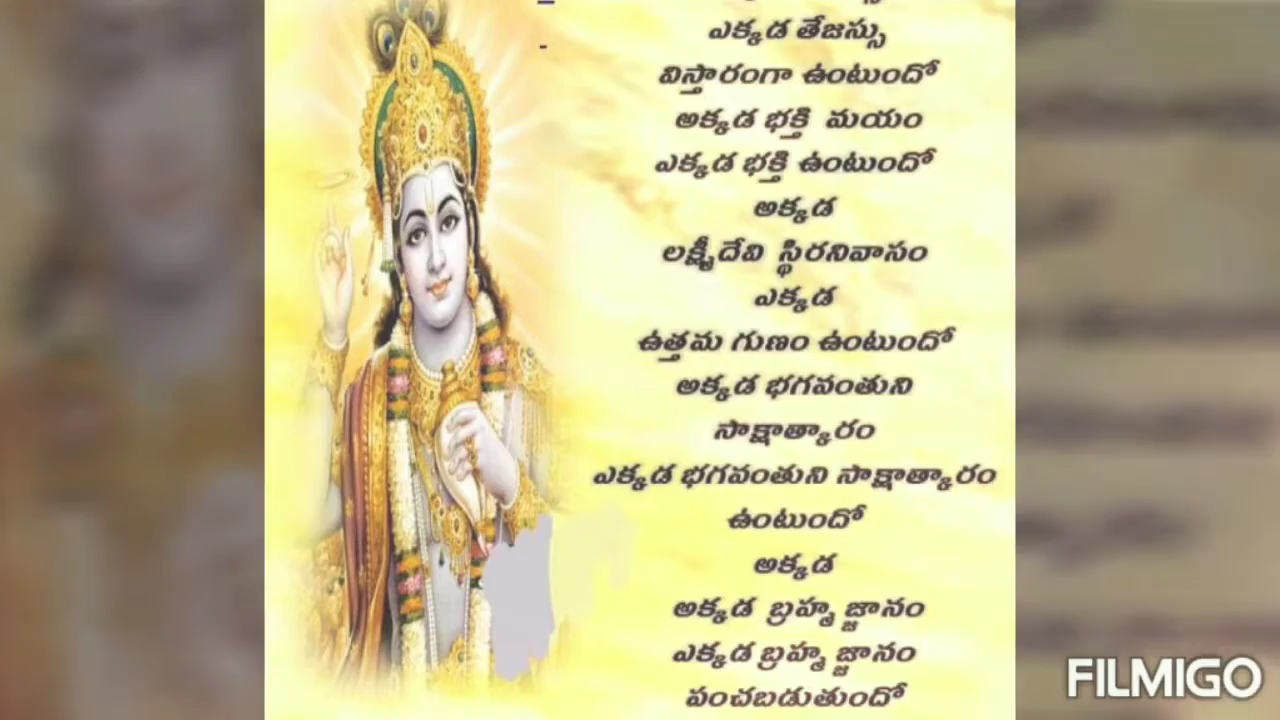 ఎక్కడ తేజస్సు
విస్తారంగా ఉంటుందో
అక్కడ భక్తి మయం
ఎక్కడ భక్తి ఉంటుందో
అక్కడ
లక్ష్మీదేవి స్థిరనివాసం
ఎక్కడ
ఉత్తమ గుణం ఉంటుందో
అక్కడ భగవంతుని
సాక్షాత్కారం
ఎక్కడ భగవంతుని సాక్షాత్కారం
ఉంటుందో
అక్కడ
అక్కడ బ్రహ్మ జ్ఞానం
ఎక్కడ బ్రహ్మ జ్ఞానం
పంచబడుతుందో
FILMIGO